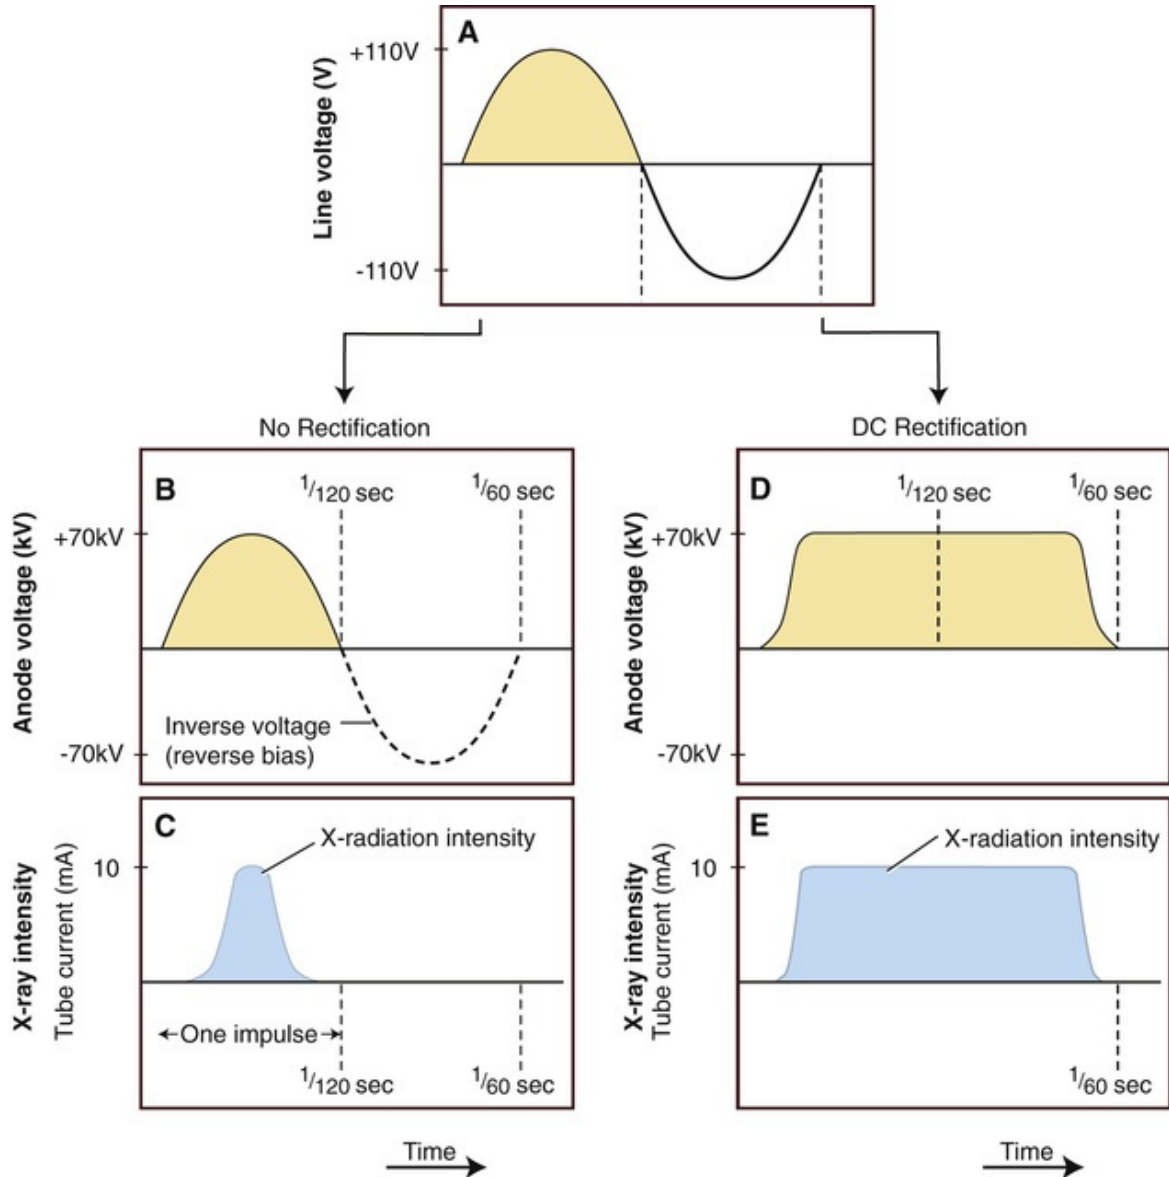 A
+110V
Line voltage (V)
-110V
No Rectification
DC Rectification
B
1/120 sec
1/60 sec
+70kV
Anode voltage (kV)
Inverse voltage
(reverse bias)
-70kV
D
1/120 sec
1/60 sec
+70kV
Anode voltage (kV)
-70kV
C
X-radiation intensity
10
X-ray intensity
Tube current (mA)
One impulse
1/120 sec
1/60 sec
E
X-radiation intensity
10
X-ray intensity
Tube current (mA)
1/60 sec
Time
Time